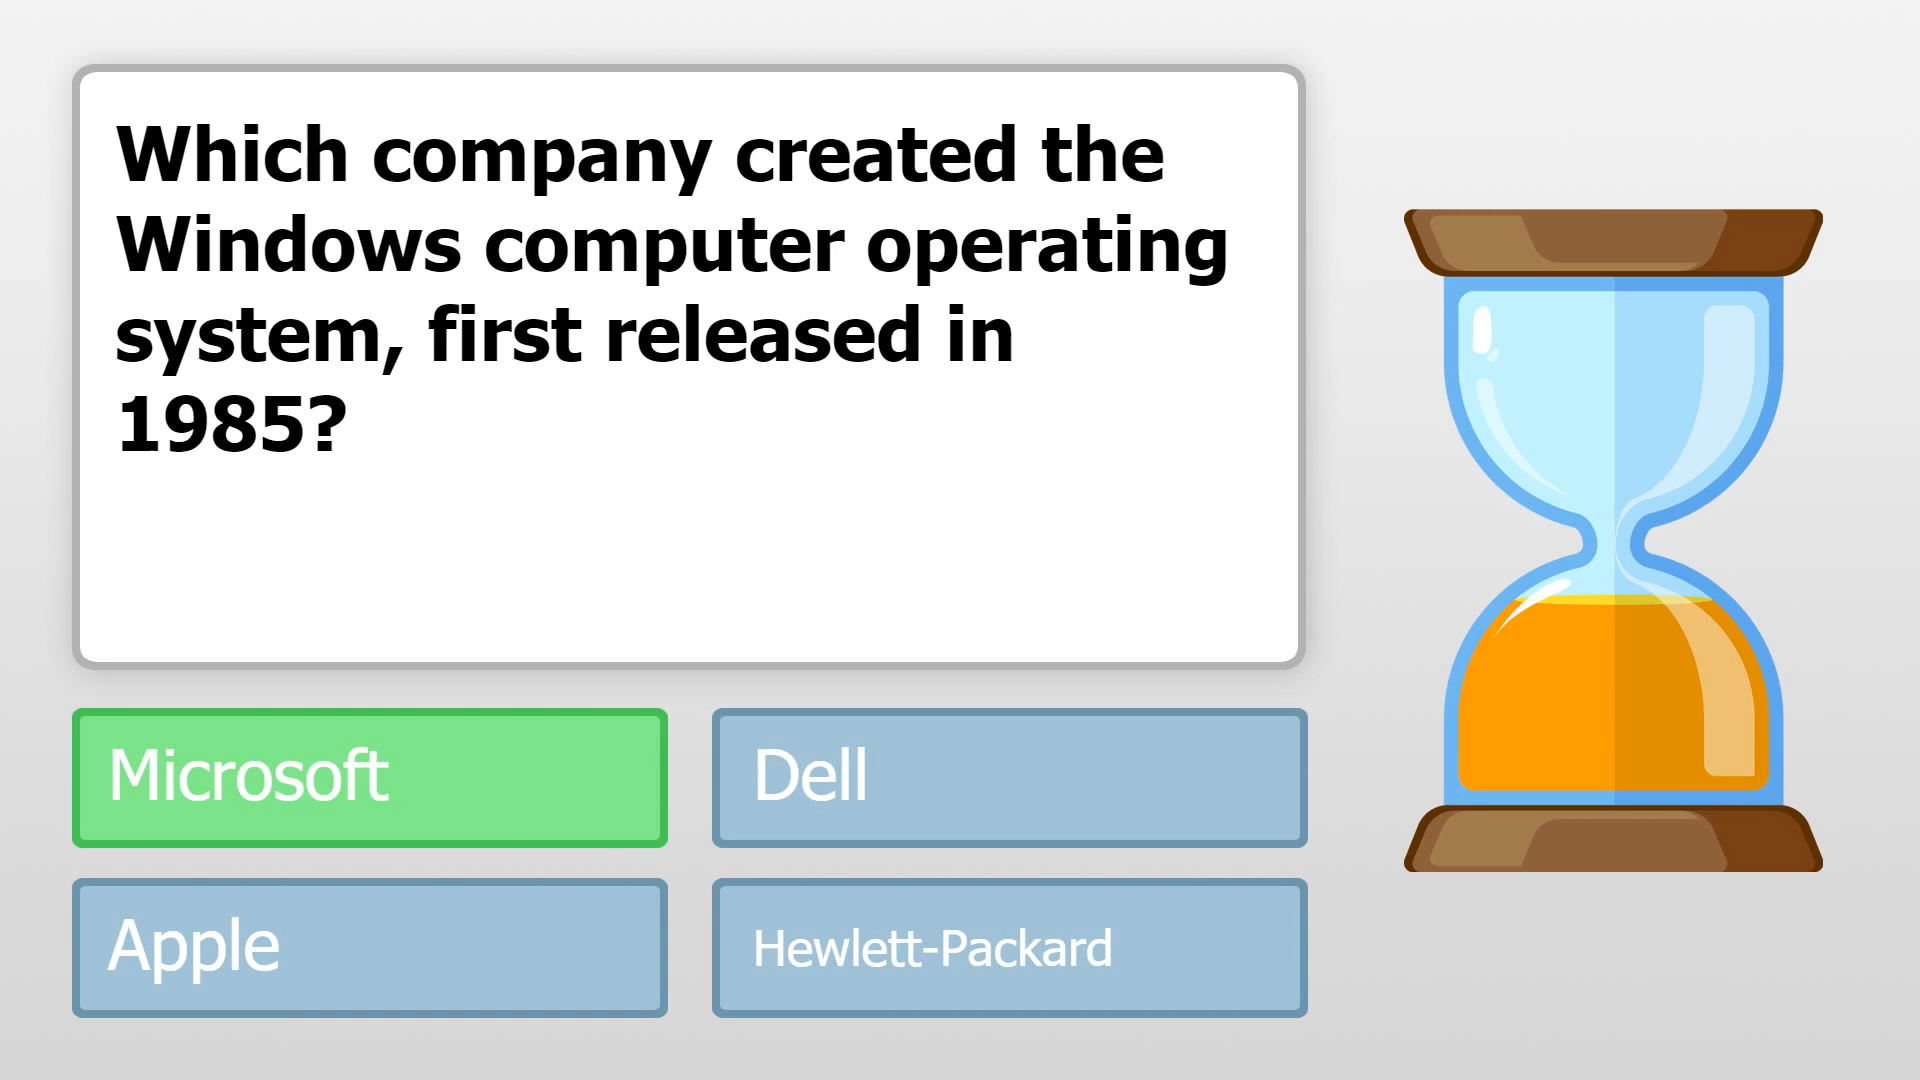 Which company created the
Windows computer operating
system, first released in
1985?
Microsoft
Dell
Apple
Hewlett-Packard